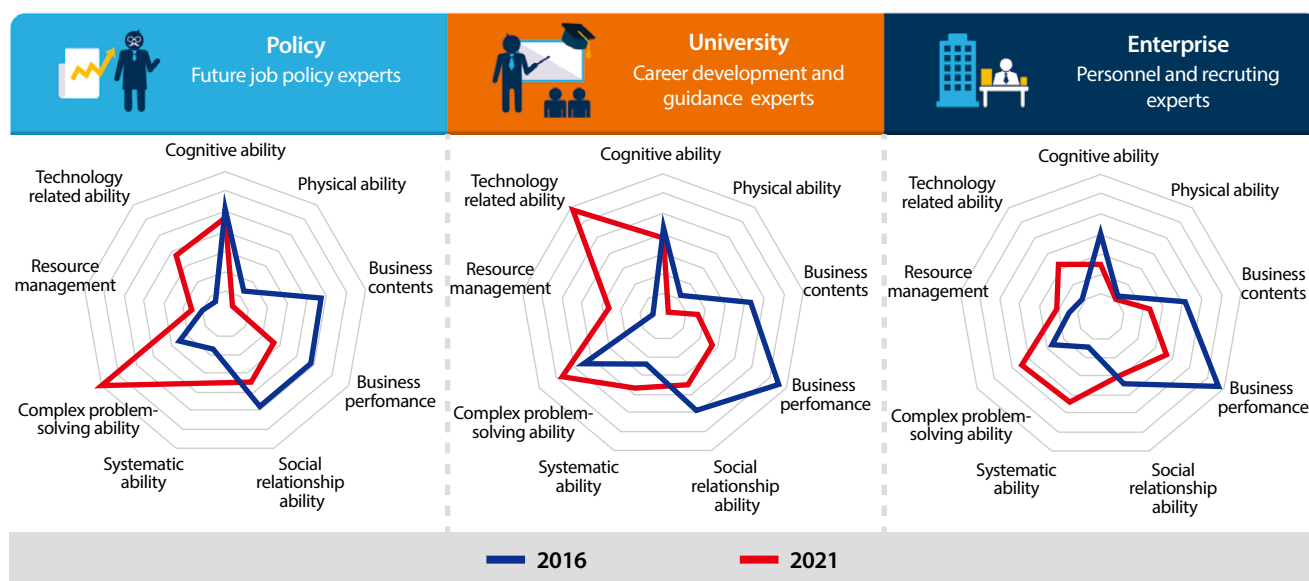 Policy
Future job policy experts
University
Career development and
guidance experts
Enterprise
Personnel and recruting
experts
Cognitive ability
Physical ability
Business
contents
Business
perfomance
Social
relationship
ability
Systematic
ability
Complex problem-
solving ability
Resource
management
Technology
related ability
Cognitive ability
Physical ability
Business
contents
Business
perfomance
Social
relationship
ability
Systematic
ability
Complex problem-
solving ability
Resource
management
Technology
related ability
Cognitive ability
Physical ability
Business
contents
Business
perfomance
Social
relationship
ability
Systematic
ability
Complex problem-
solving ability
Resource
management
Technology
related ability
2016
2021